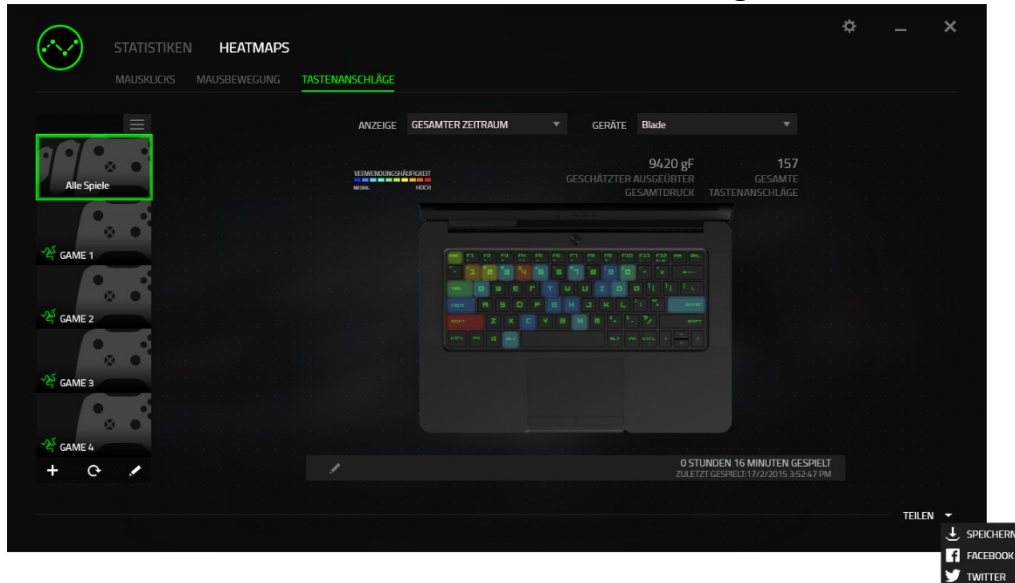 STATISTIKEN HEATMAPS
MAUSKLICKS MAUSBEWEGUNG TASTENANSCHLÄGE
ANZEIGE GESAMTER ZEITRAUM GERÄTE Blade
VERWENDUNGSHÄUFIGKEIT
NIEDRIG HOCH
9420 gF
GESCHÄTZTER AUSGEÜBTER
GESAMTDRUCK
157
GESAMTE
TASTENANSCHLÄGE
Alle Spiele
GAME 1
GAME 2
GAME 3
GAME 4
0 STUNDEN 16 MINUTEN GESPIELT
ZULETZT GESPIELT:17/2/2015 3:52:47 PM
TEILEN
SPEICHERN
FACEBOOK
TWITTER